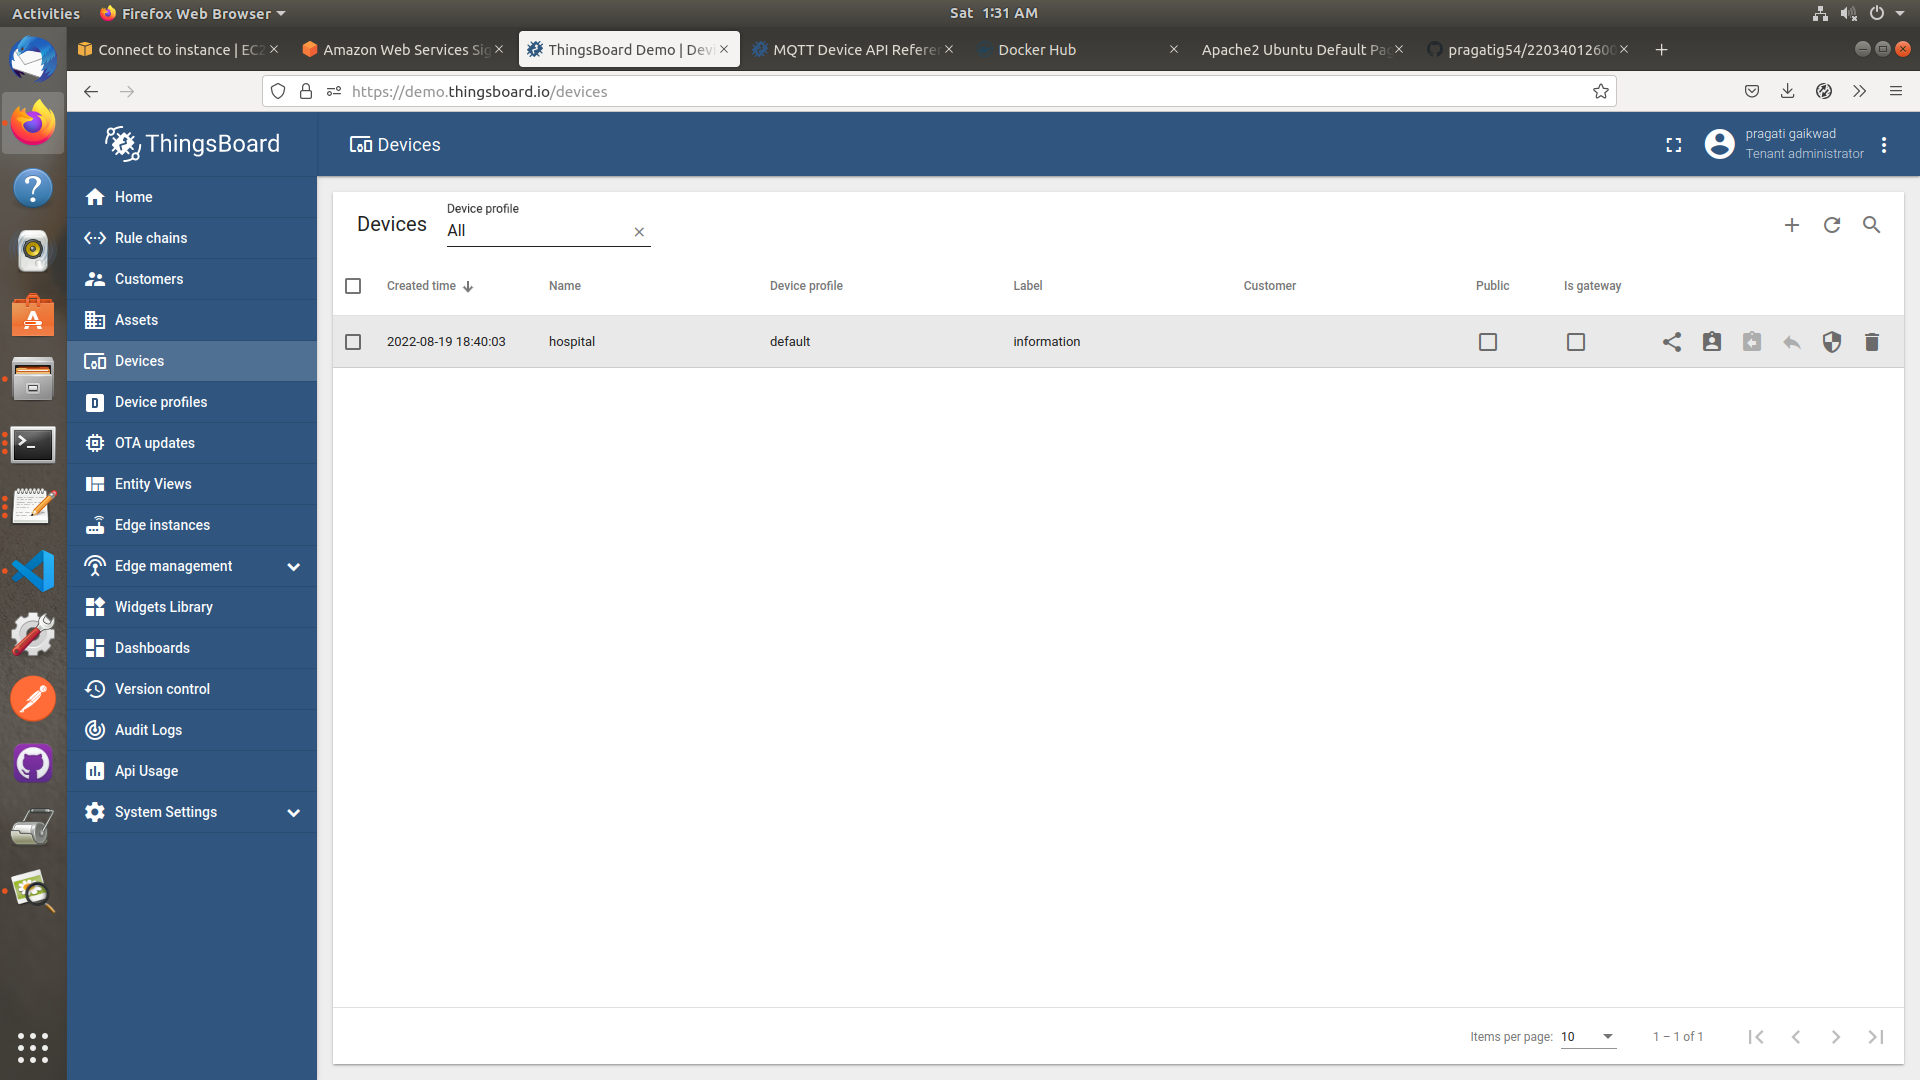 Activities
Firefox Web Browser
Sat 1:31 AM
Connect to instance | EC2
Amazon Web Services Sig
ThingsBoard Demo | Devi
MQTT Device API Referen
Docker Hub
Apache2 Ubuntu Default Pag
pragatig54/22034012600
https://demo.thingsboard.io/devices
ThingsBoard
Devices
pragati gaikwad
Tenant administrator
Home
Rule chains
Customers
Assets
Devices
Device profiles
OTA updates
Entity Views
Edge instances
Edge management
Widgets Library
Dashboards
Version control
Audit Logs
Api Usage
System Settings
Devices
Device profile
All
Created time Name Device profile Label Customer Public Is gateway
2022-08-19 18:40:03 hospital default information
Items per page: 10 1 – 1 of 1